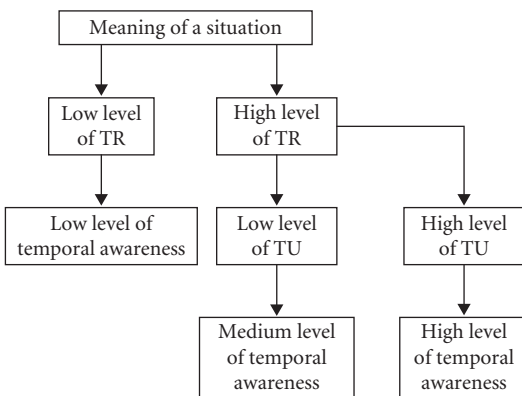 Meaning of a situation
Low level
of TR
High level
of TR
Low level of
temporal awareness
Low level
of TU
High level
of TU
Medium level
of temporal
awareness
High level
of temporal
awareness